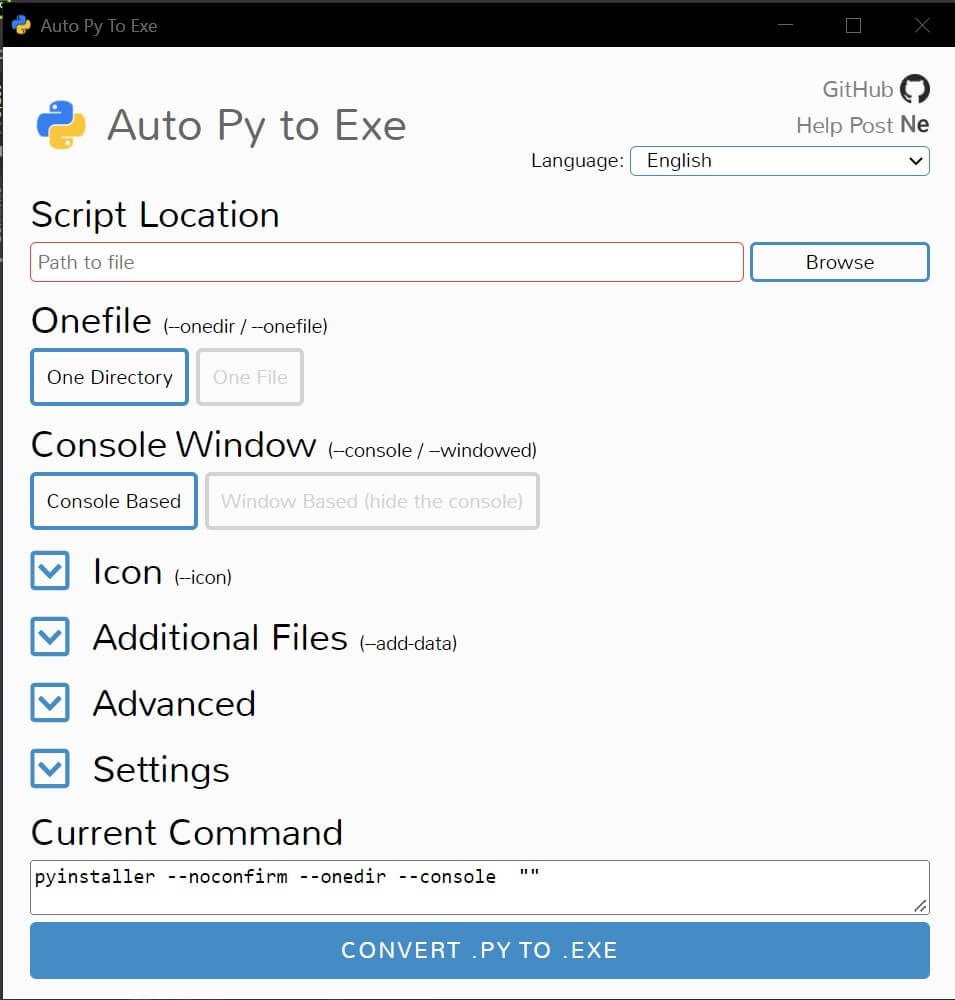 Auto Py To Exe
GitHub
Auto Py to Exe
Help Post Ne
Language: English
Script Location
Path to file Browse
Onefile (--onedir / --onefile)
One Directory One File
Console Window (--console / --windowed)
Console Based Window Based (hide the console)
Icon (--icon)
Additional Files (--add-data)
Advanced
Settings
Current Command
pyinstaller --noconfirm --onedir --console  ""
CONVERT .PY TO .EXE